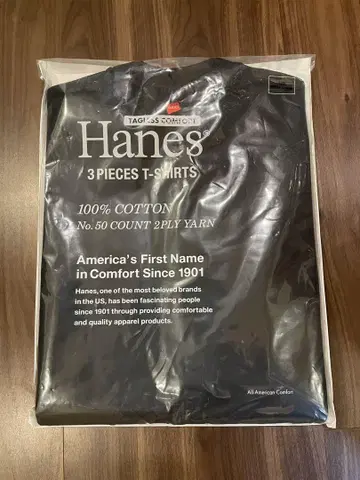 TAGLESS COMFORT
Hanes®
3 PIECES T-SHIRTS
100% COTTON
No. 50 COUNT 2PLY YARN
America's First Name
in Comfort Since 1901
Hanes, one of the most beloved brands
in the US, has been fascinating people
since 1901 through providing comfortable
and quality apparel products.
All American Comfort